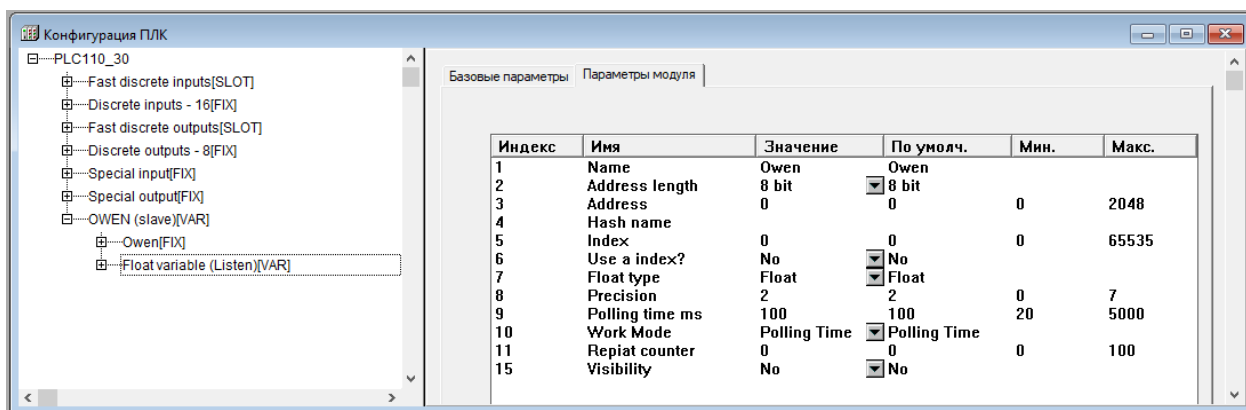 Конфигурация ПЛК
PLC110_30
Fast discrete inputs[SLOT]
Discrete inputs - 16[FIX]
Fast discrete outputs[SLOT]
Discrete outputs - 8[FIX]
Special input[FIX]
Special output[FIX]
OWEN (slave)[VAR]
Owen[FIX]
Float variable (Listen)[VAR]
Базовые параметры Параметры модуля
Индекс Имя Значение По умолч. Мин. Макс.
1 Name Owen Owen
2 Address length 8 bit 8 bit
3 Address 0 0 0 2048
4 Hash name
5 Index 0 0 0 65535
6 Use a index? No No
7 Float type Float Float
8 Precision 2 2 0 7
9 Polling time ms 100 100 20 5000
10 Work Mode Polling Time Polling Time
11 Repiat counter 0 0 0 100
15 Visibility No No